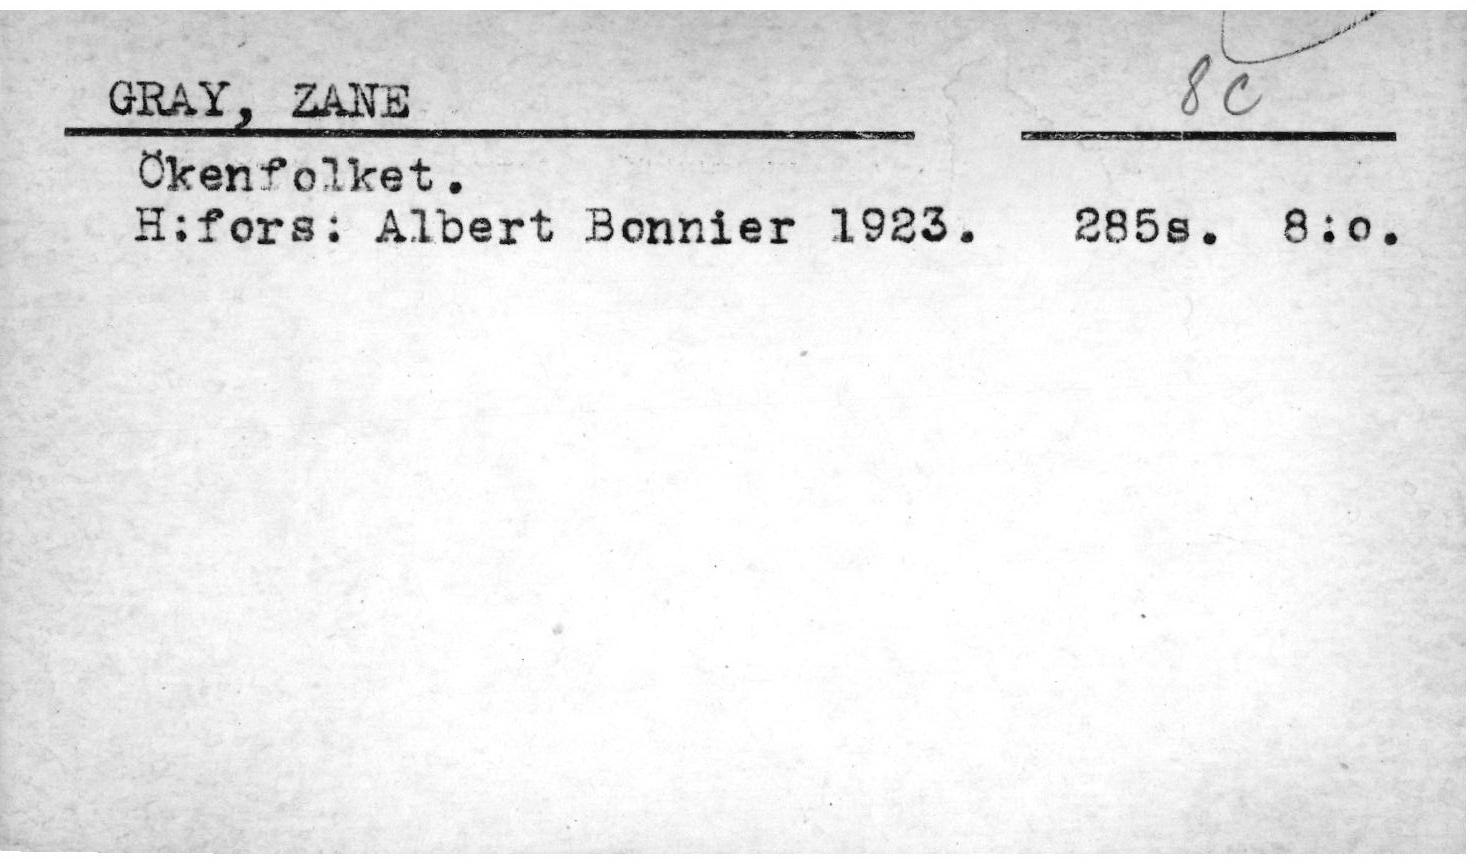 GRAY, ZANE 8c
Ökenfolket.
H:fors: Albert Bonnier 1923. 285s. 8:o.